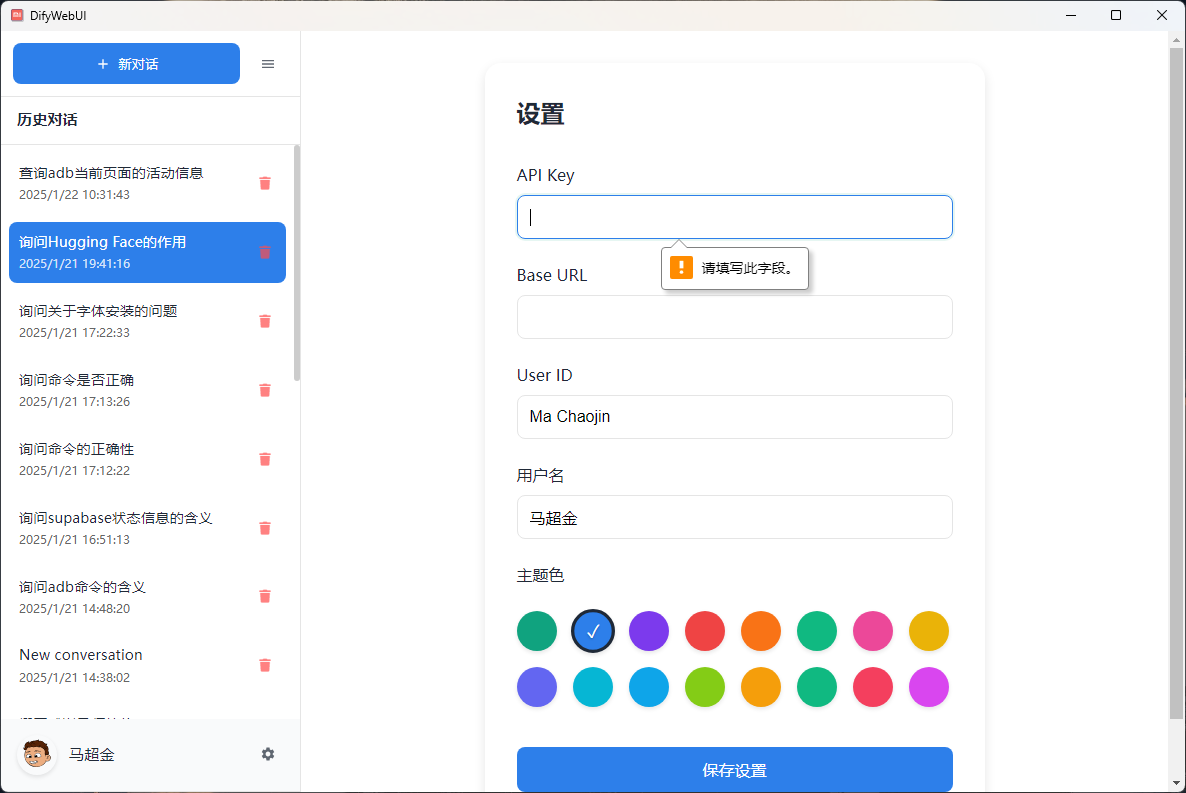 DifyWebUI
新对话
历史对话
查询adb当前页面的活动信息
2025/1/22 10:31:43
询问Hugging Face的作用
2025/1/21 19:41:16
询问关于字体安装的问题
2025/1/21 17:22:33
询问命令是否正确
2025/1/21 17:13:26
询问命令的正确性
2025/1/21 17:12:22
询问supabase状态信息的含义
2025/1/21 16:51:13
询问adb命令的含义
2025/1/21 14:48:20
New conversation
2025/1/21 14:38:02
马超金
设置
API Key
请填写此字段。
Base URL
User ID
Ma Chaojin
用户名
马超金
主题色
保存设置